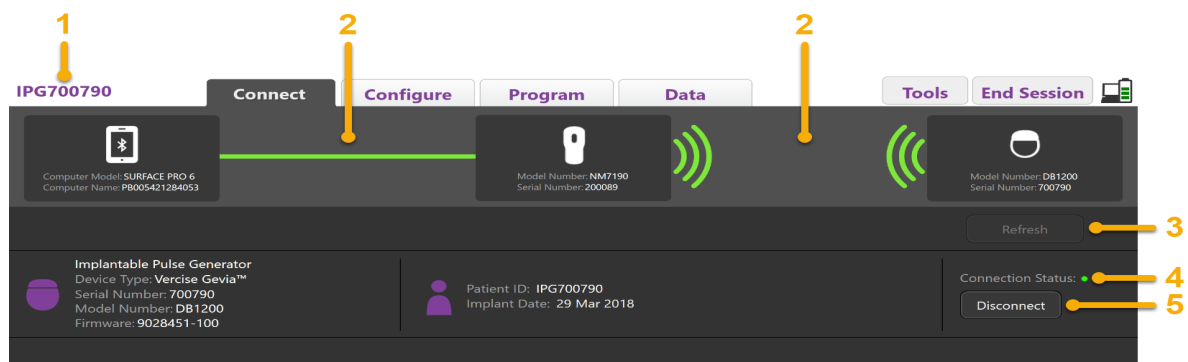 1
2
2
IPG700790
Connect
Configure
Program
Data
Tools
End Session
Computer Model: SURFACE PRO 6
Computer Name: PB005421284053
Model Number: NM7190
Serial Number: 200089
Model Number: DB1200
Serial Number: 700790
Refresh
3
Implantable Pulse Generator
Device Type: Vercise Gevia™
Serial Number: 700790
Model Number: DB1200
Firmware: 9028451-100
Patient ID: IPG700790
Implant Date: 29 Mar 2018
Connection Status:
4
Disconnect
5